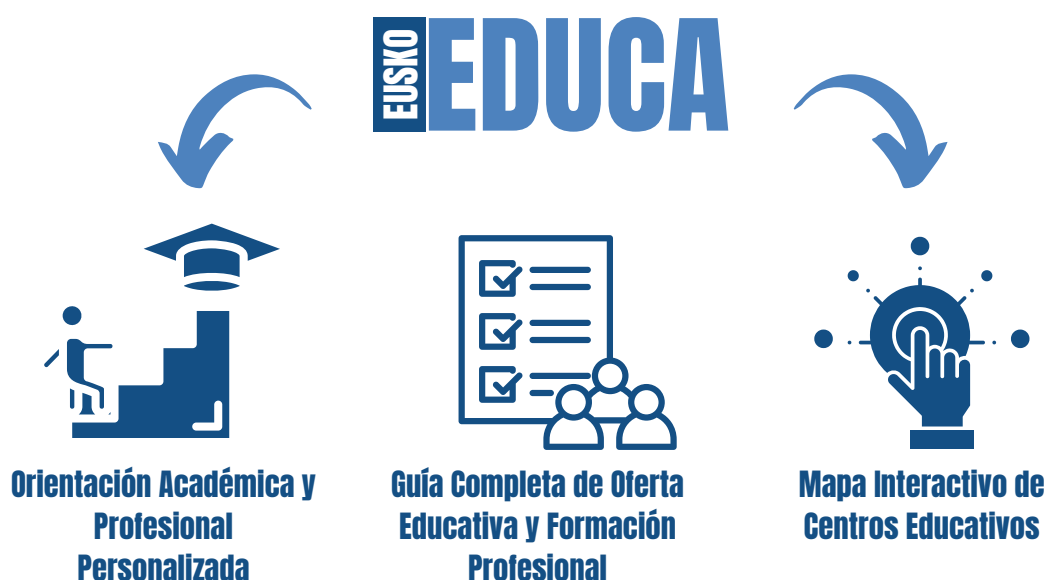 EUSKO
EDUCA
Orientación Académica y
Profesional
Personalizada
Guía Completa de Oferta
Educativa y Formación
Profesional
Mapa Interactivo de
Centros Educativos